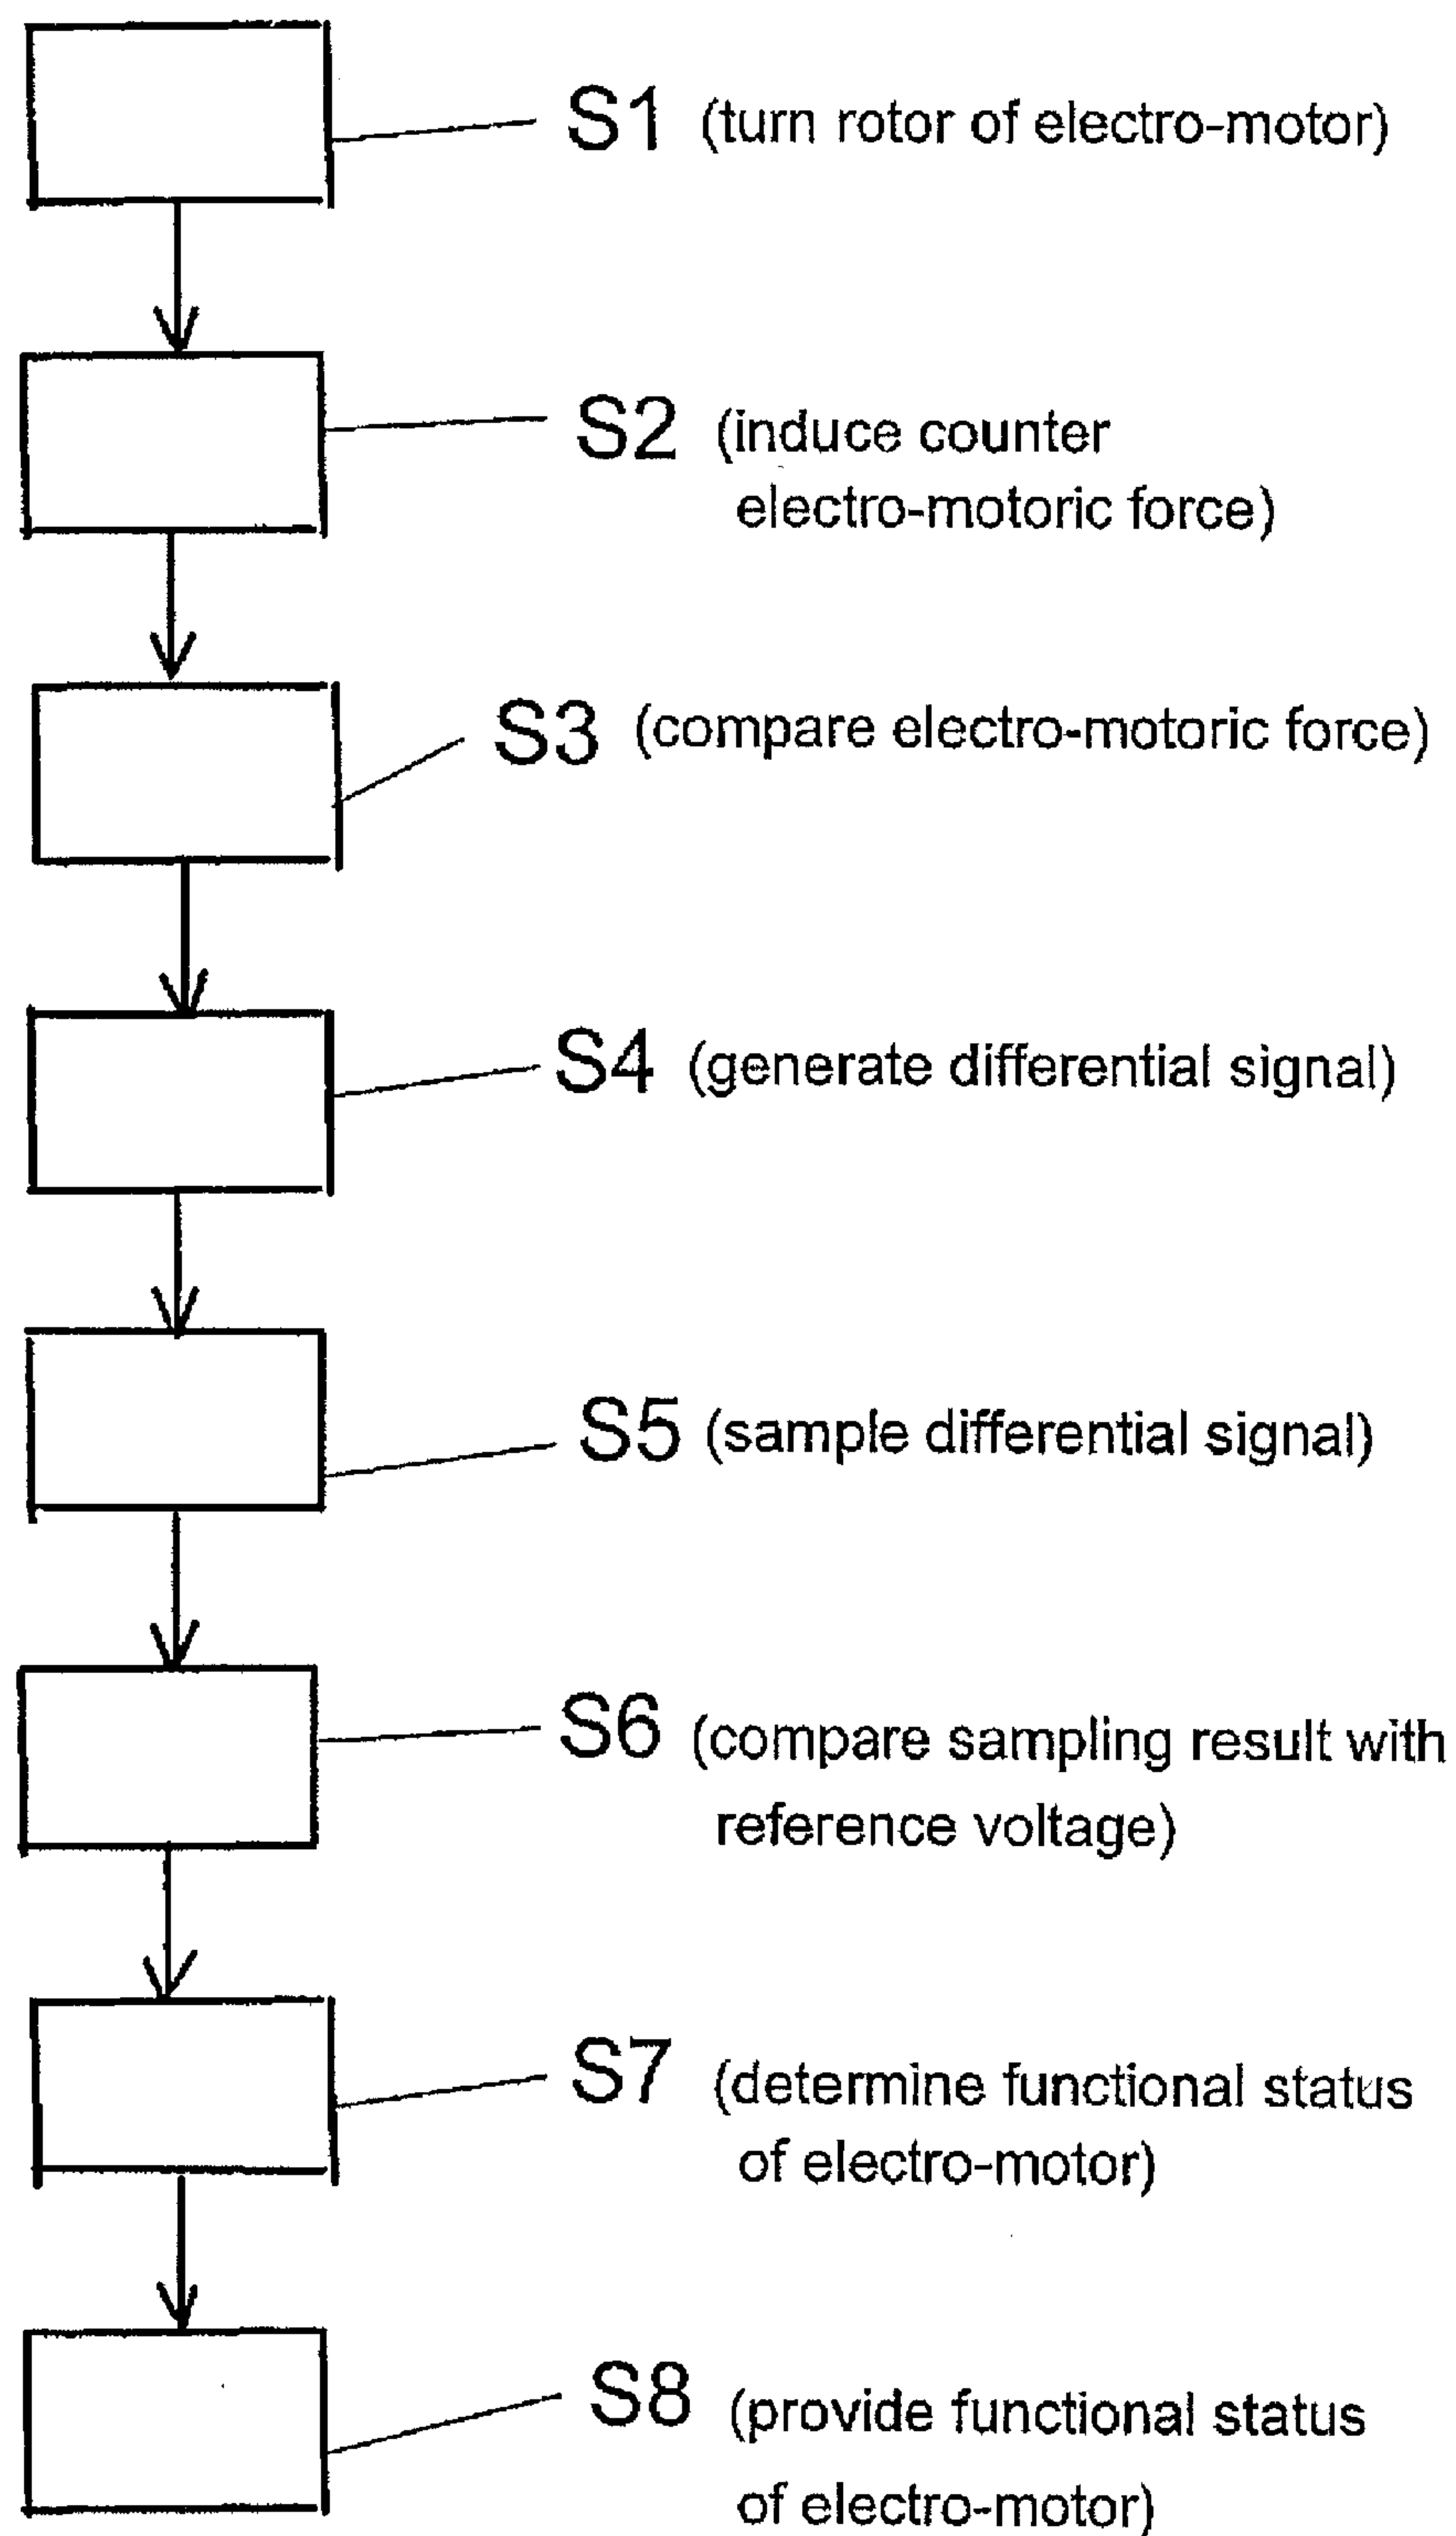 S1 (turn rotor of electro-motor)
S2 (induce counter
electro-motoric force)
S3 (compare electro-motoric force)
S4 (generate differential signal)
S5 (sample differential signal)
S6 (compare sampling result with
reference voltage)
S7 (determine functional status
of electro-motor)
S8 (provide functional status
of electro-motor)